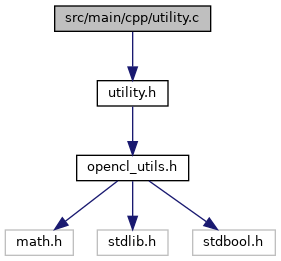 src/main/cpp/utility.c
utility.h
opencl_utils.h
math.h
stdlib.h
stdbool.h